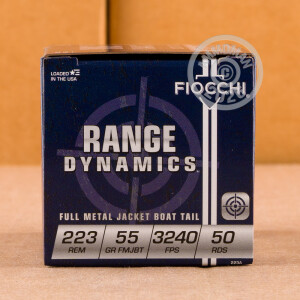 LOADED
IN THE USA
FIOCCHI
RANGE
DYNAMICS
FULL METAL JACKET BOAT TAIL
223 55 3240 50
REM GR FMJBT FPS RDS